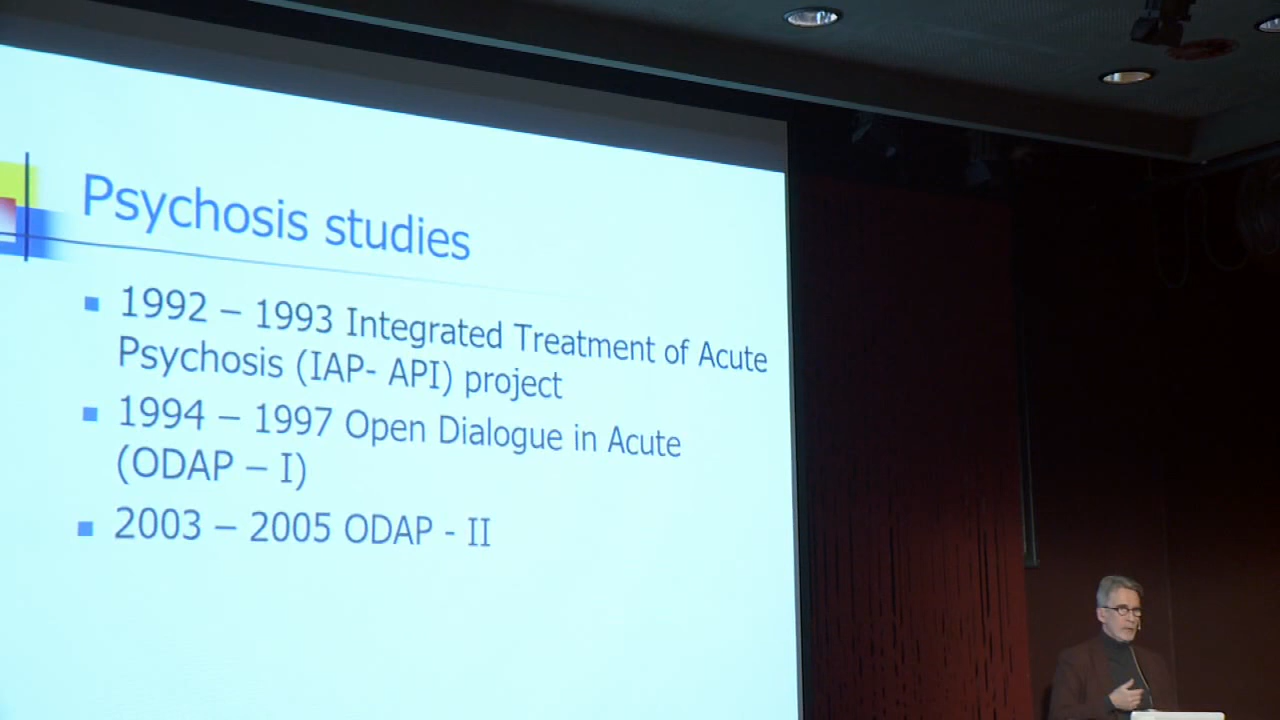 Psychosis studies
1992 – 1993 Integrated Treatment of Acute
Psychosis (IAP- API) project
1994 – 1997 Open Dialogue in Acute
(ODAP – I)
2003 – 2005 ODAP - II